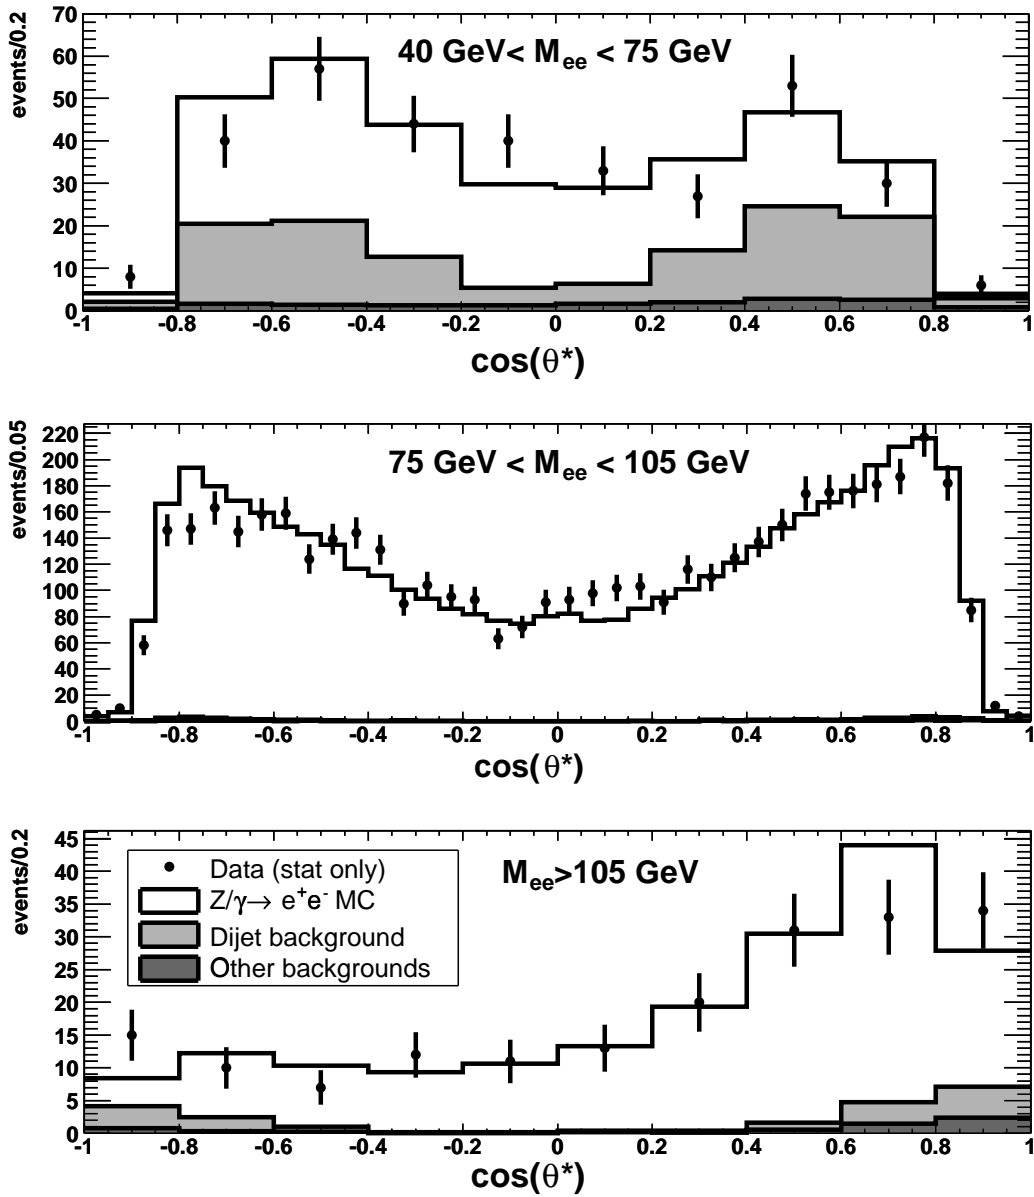 events/0.2
70
60
50
40
30
20
10
0
40 GeV< M_ee < 75 GeV
-1 -0.8 -0.6 -0.4 -0.2 0 0.2 0.4 0.6 0.8 1
cos(θ*)
events/0.05
220
200
180
160
140
120
100
80
60
40
20
0
75 GeV < M_ee < 105 GeV
-1 -0.8 -0.6 -0.4 -0.2 0 0.2 0.4 0.6 0.8 1
cos(θ*)
events/0.2
45
40
35
30
25
20
15
10
5
0
M_ee>105 GeV
Data (stat only)
Z/γ→ e⁺e⁻ MC
Dijet background
Other backgrounds
-1 -0.8 -0.6 -0.4 -0.2 0 0.2 0.4 0.6 0.8 1
cos(θ*)